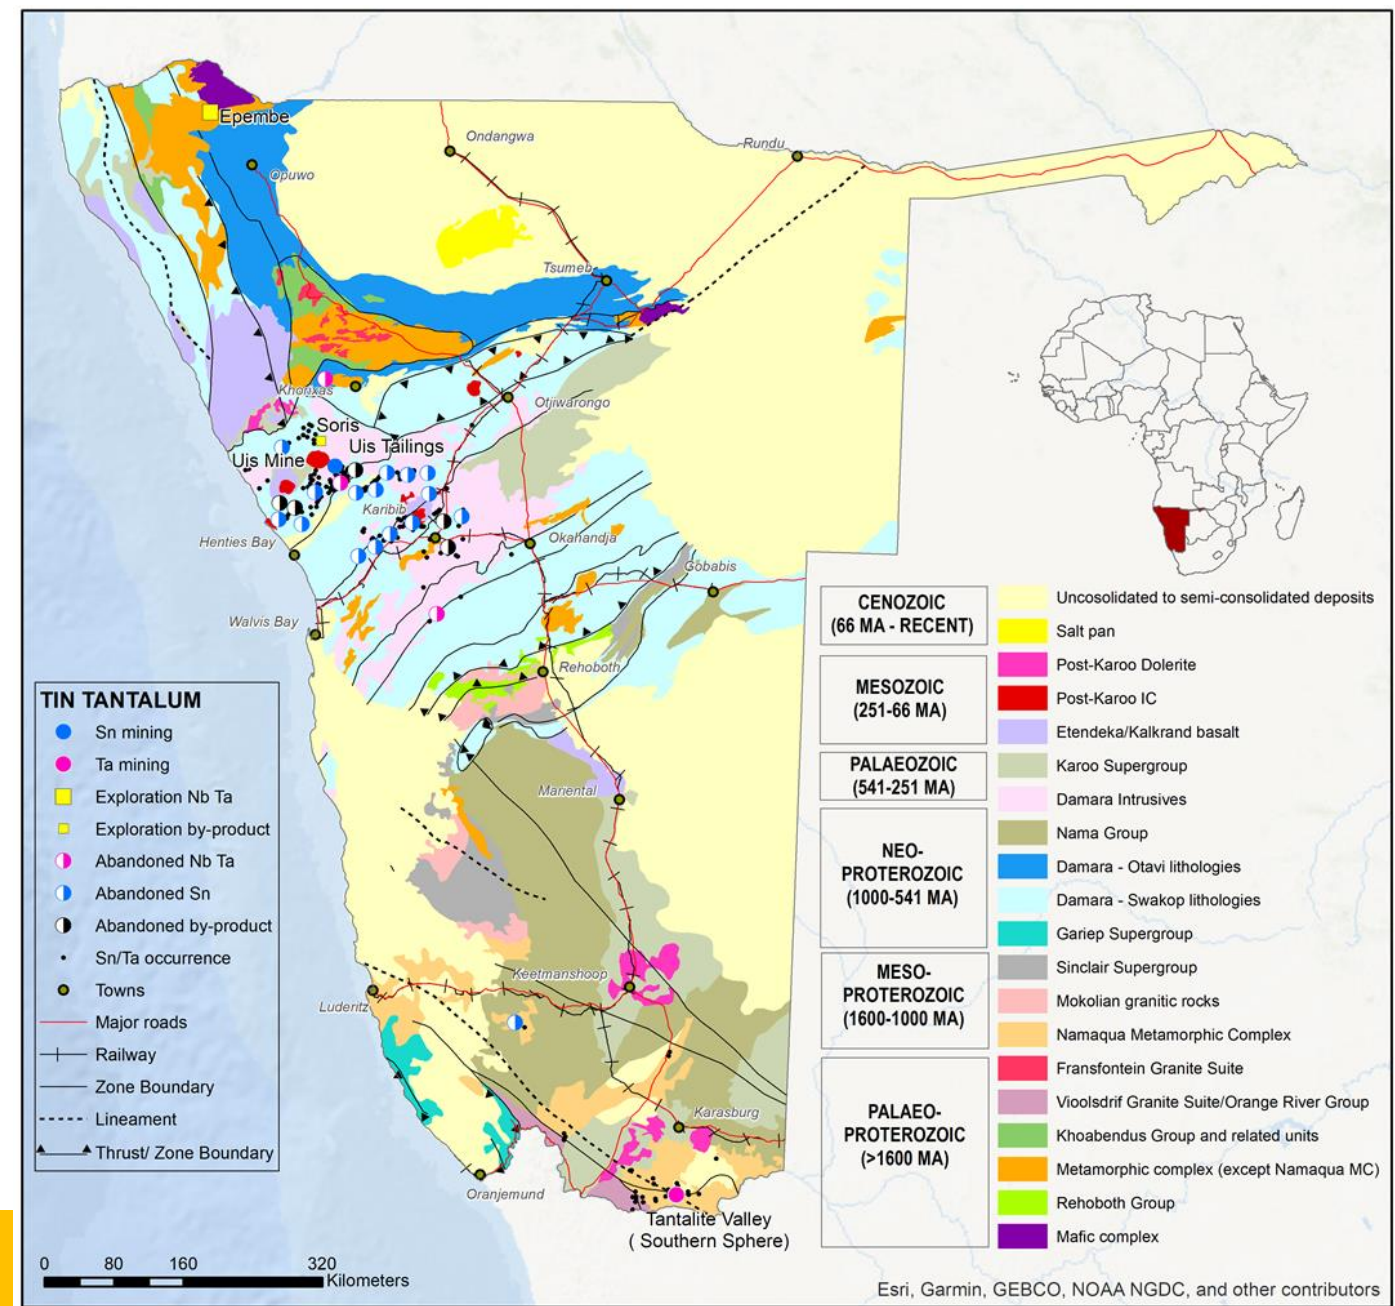 Epembe
Ondangwa
Rundu
Opuwo
Tsumeb
Khorixas
Otjiwarongo
Soris
Uis Tailings
Uis Mine
Karibib
Henties Bay
Okahandja
Gobabis
Walvis Bay
Rehoboth
Mariental
Keetmanshoop
Luderitz
Karasburg
Oranjemund
Tantalite Valley
( Southern Sphere)
TIN TANTALUM
Sn mining
Ta mining
Exploration Nb Ta
Exploration by-product
Abandoned Nb Ta
Abandoned Sn
Abandoned by-product
Sn/Ta occurrence
Towns
Major roads
Railway
Zone Boundary
Lineament
Thrust/ Zone Boundary
0 80 160 320
Kilometers
CENOZOIC
(66 MA - RECENT)
MESOZOIC
(251-66 MA)
PALAEOZOIC
(541-251 MA)
NEO-
PROTEROZOIC
(1000-541 MA)
MESO-
PROTEROZOIC
(1600-1000 MA)
PALAEO-
PROTEROZOIC
(>1600 MA)
Uncosolidated to semi-consolidated deposits
Salt pan
Post-Karoo Dolerite
Post-Karoo IC
Etendeka/Kalkrand basalt
Karoo Supergroup
Damara Intrusives
Nama Group
Damara - Otavi lithologies
Damara - Swakop lithologies
Gariep Supergroup
Sinclair Supergroup
Mokolian granitic rocks
Namaqua Metamorphic Complex
Fransfontein Granite Suite
Vioolsdrif Granite Suite/Orange River Group
Khoabendus Group and related units
Metamorphic complex (except Namaqua MC)
Rehoboth Group
Mafic complex
Esri, Garmin, GEBCO, NOAA NGDC, and other contributors